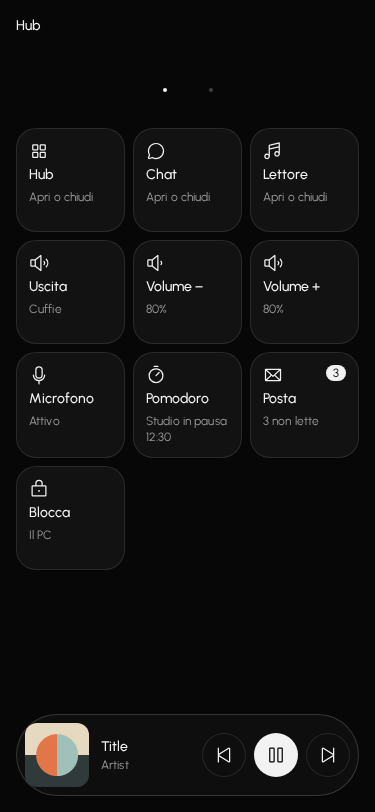 Hub
Hub
Apri o chiudi
Chat
Apri o chiudi
Lettore
Apri o chiudi
Uscita
Cuffie
Volume –
80%
Volume +
80%
Microfono
Attivo
Pomodoro
Studio in pausa
12:30
3
Posta
3 non lette
Blocca
Il PC
Title
Artist